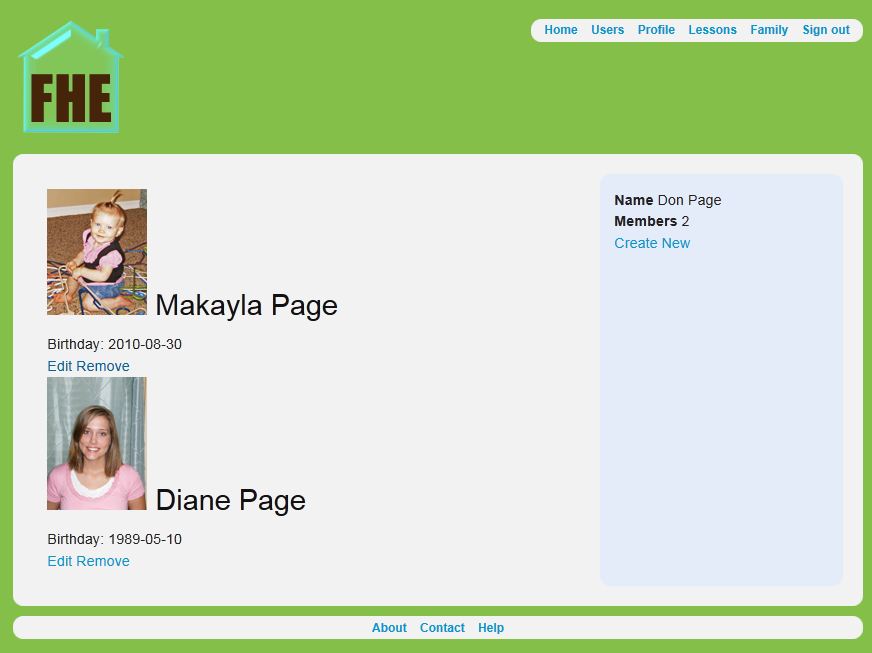 Home Users Profile Lessons Family Sign out
FHE
Makayla Page
Birthday: 2010-08-30
Edit Remove
Diane Page
Birthday: 1989-05-10
Edit Remove
Name Don Page
Members 2
Create New
About Contact Help